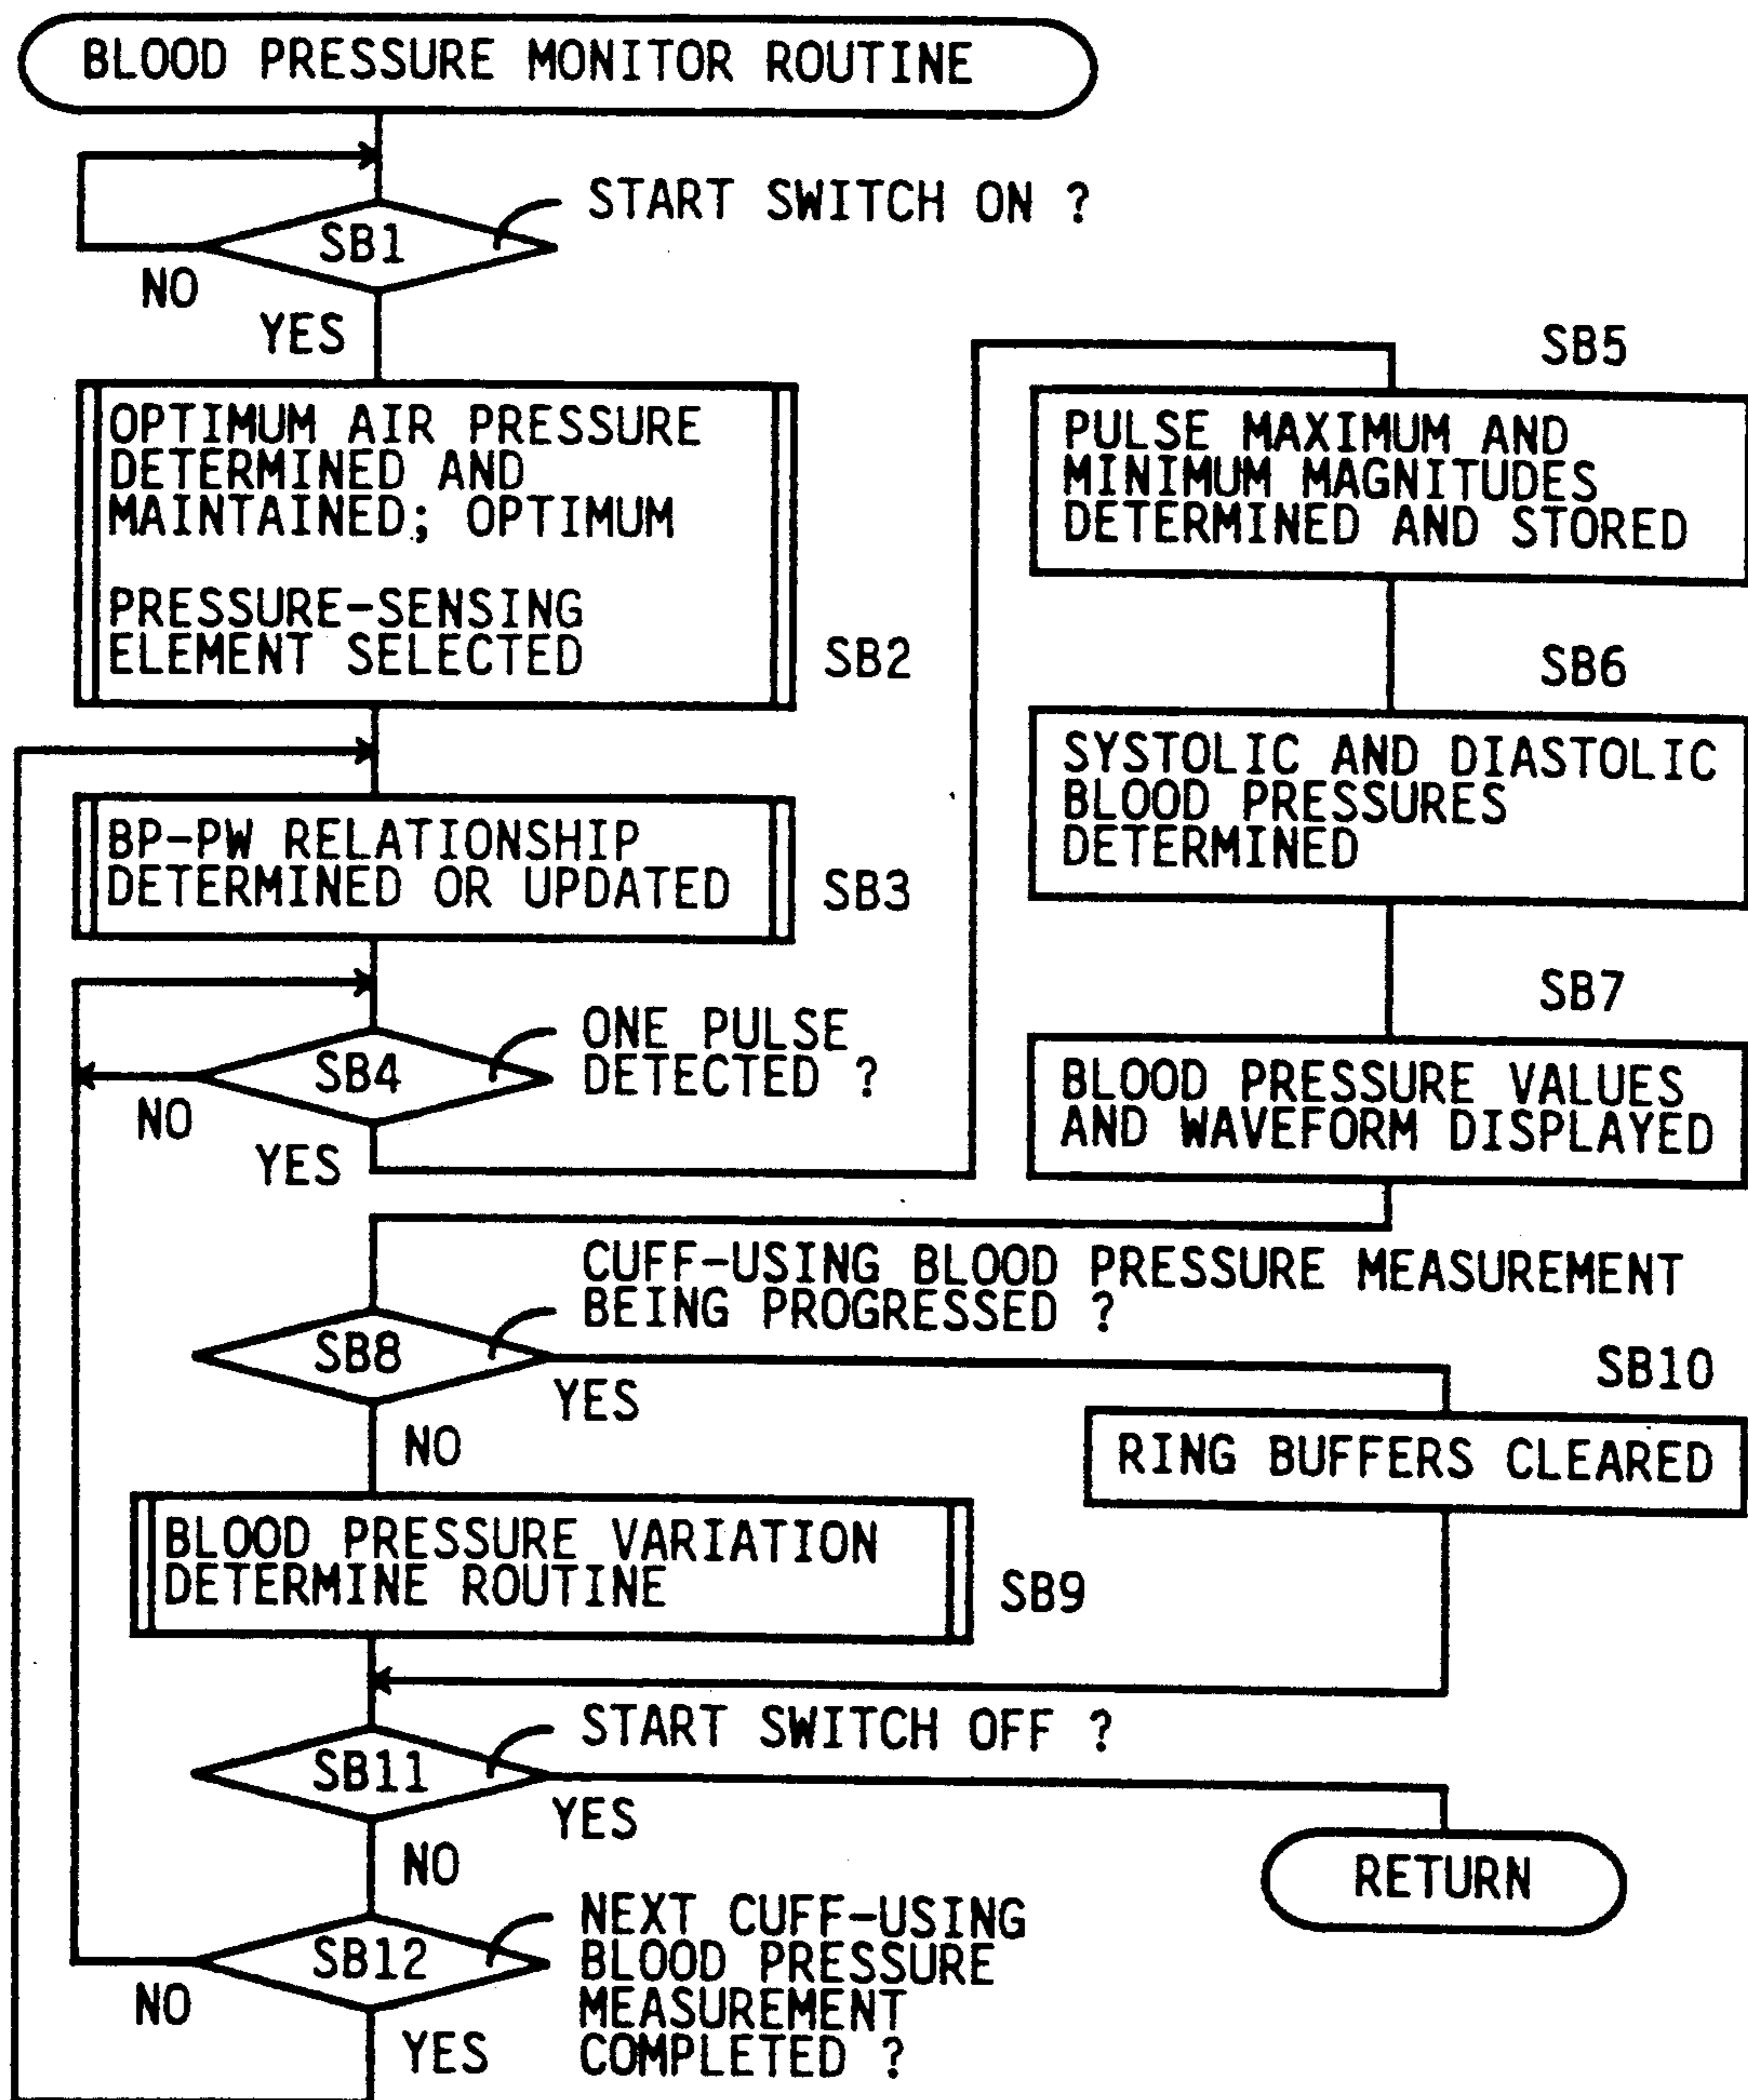 BLOOD PRESSURE MONITOR ROUTINE
START SWITCH ON ?
SB1
NO
YES
OPTIMUM AIR PRESSURE
DETERMINED AND
MAINTAINED; OPTIMUM
PRESSURE-SENSING
ELEMENT SELECTED
SB2
BP-PW RELATIONSHIP
DETERMINED OR UPDATED
SB3
ONE PULSE
DETECTED ?
SB4
NO
YES
SB5
PULSE MAXIMUM AND
MINIMUM MAGNITUDES
DETERMINED AND STORED
SB6
SYSTOLIC AND DIASTOLIC
BLOOD PRESSURES
DETERMINED
SB7
BLOOD PRESSURE VALUES
AND WAVEFORM DISPLAYED
CUFF-USING BLOOD PRESSURE MEASUREMENT
BEING PROGRESSED ?
SB8
YES
NO
SB10
RING BUFFERS CLEARED
BLOOD PRESSURE VARIATION
DETERMINE ROUTINE
SB9
START SWITCH OFF ?
SB11
YES
NO
RETURN
NEXT CUFF-USING
BLOOD PRESSURE
MEASUREMENT
COMPLETED ?
SB12
NO
YES